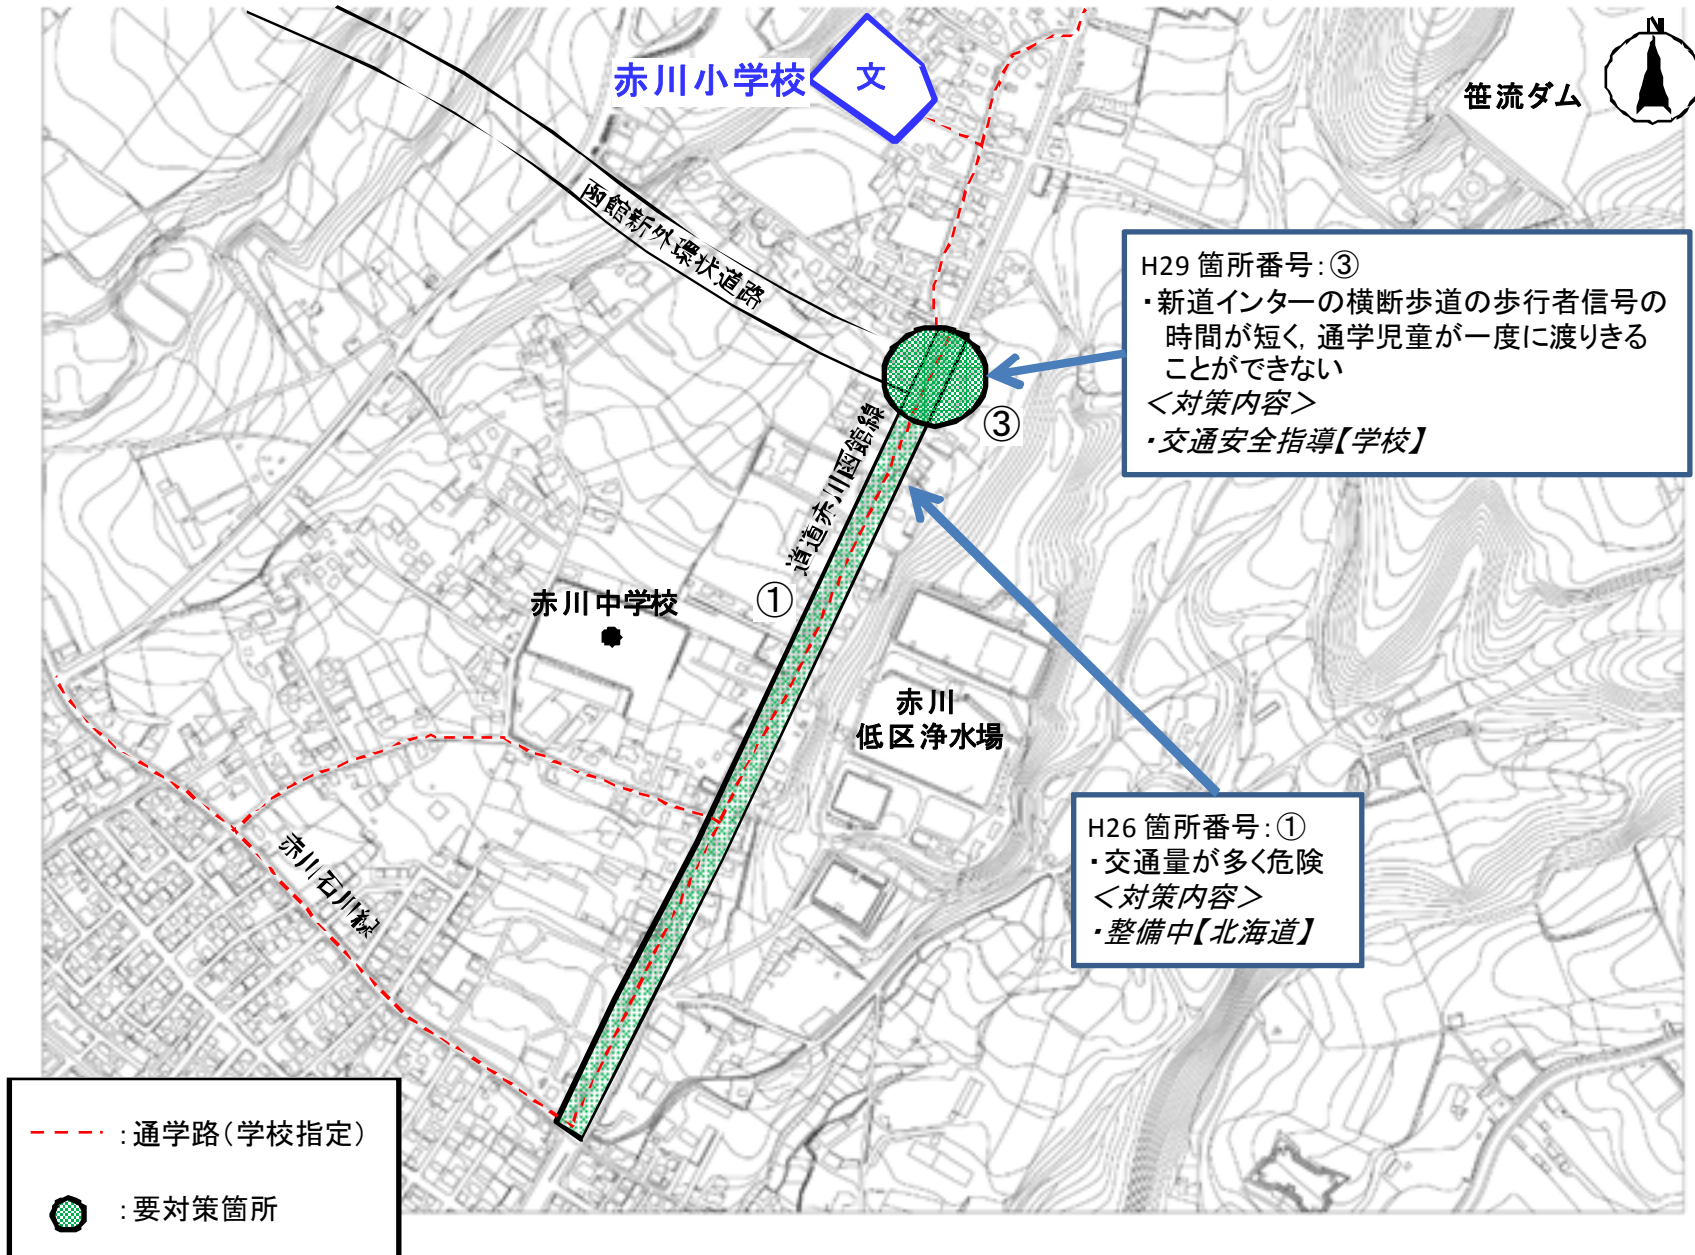 赤川小学校
文
N
笹流ダム
函館新外環状道路
H29 箇所番号:③
・新道インターの横断歩道の歩行者信号の
時間が短く，通学児童が一度に渡りきる
ことができない
＜対策内容＞
・交通安全指導【学校】
③
道道赤川函館線
①
赤川中学校
赤川
低区浄水場
H26 箇所番号:①
・交通量が多く危険
＜対策内容＞
・整備中【北海道】
赤川石川線
:通学路(学校指定)
:要対策箇所